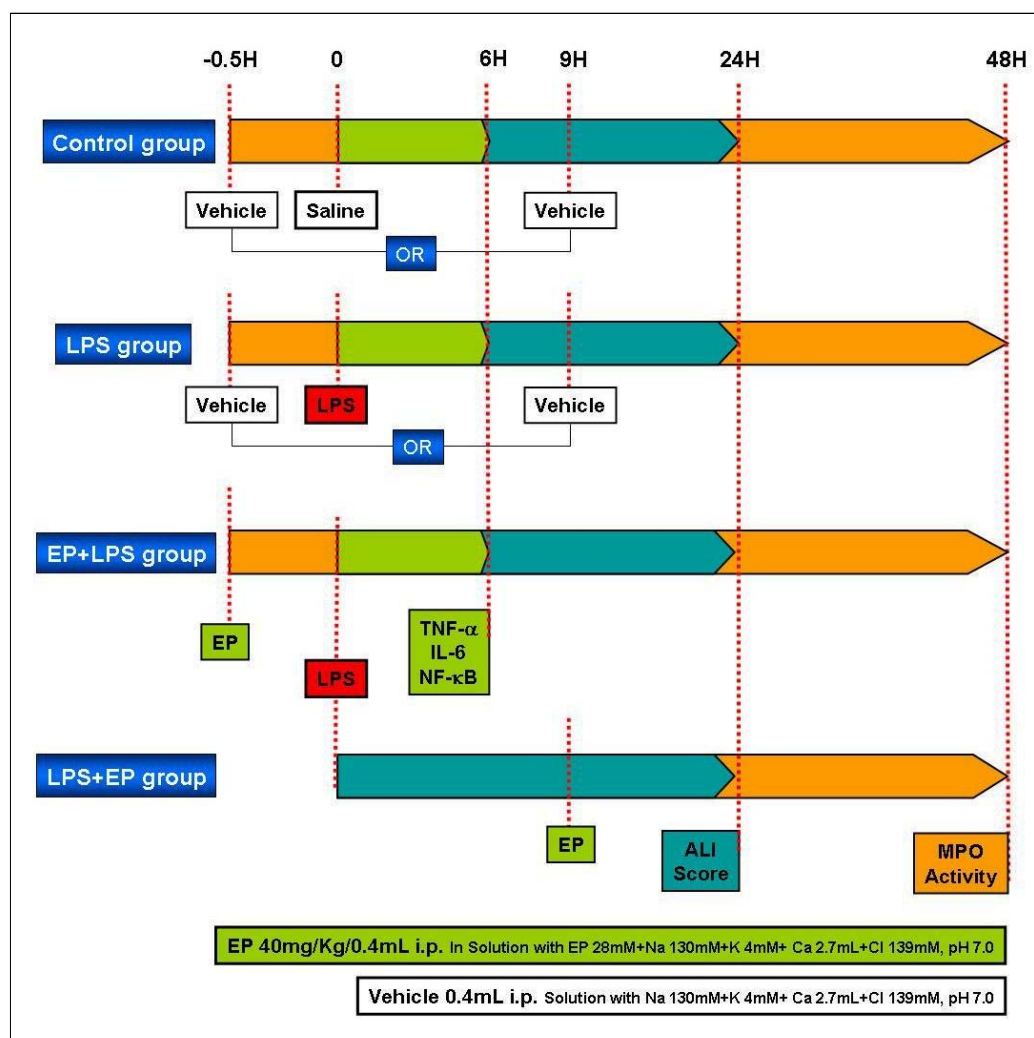 -0.5H 0 6H 9H 24H 48H
Control group
Vehicle Saline Vehicle
OR
LPS group
Vehicle LPS Vehicle
OR
EP+LPS group
EP
LPS
TNF-α
IL-6
NF-κB
LPS+EP group
EP
ALI
Score
MPO
Activity
EP 40mg/Kg/0.4mL i.p. In Solution with EP 28mM+Na 130mM+K 4mM+ Ca 2.7mL+Cl 139mM, pH 7.0
Vehicle 0.4mL i.p. Solution with Na 130mM+K 4mM+ Ca 2.7mL+Cl 139mM, pH 7.0